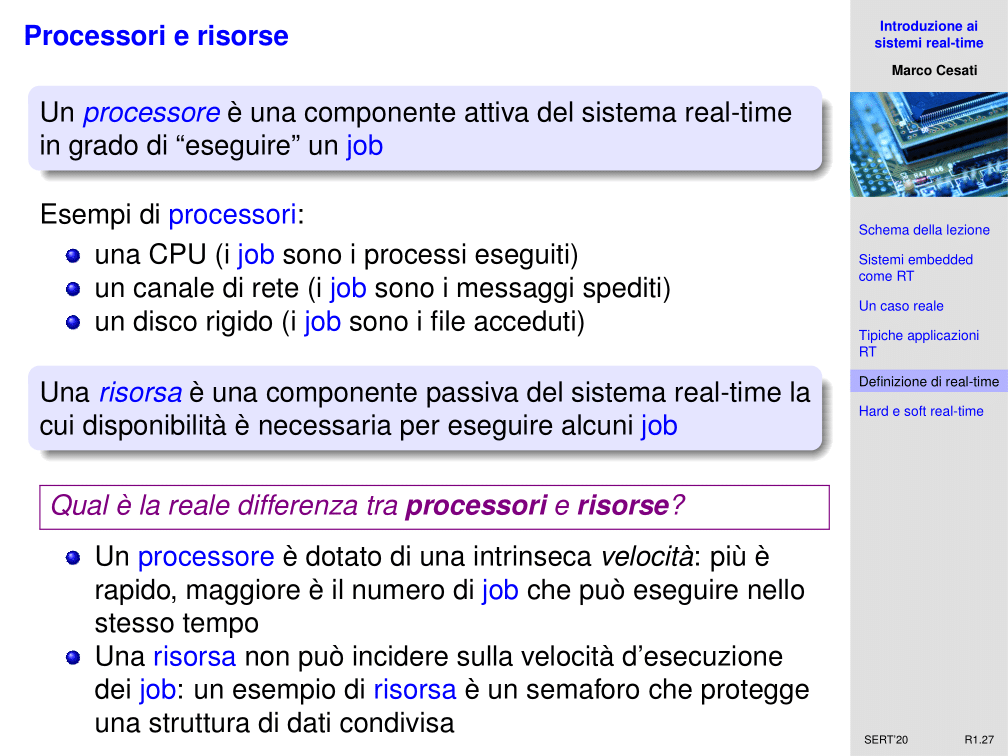 Processori e risorse
Un processore è una componente attiva del sistema real-time
in grado di “eseguire” un job
Esempi di processori:
una CPU (i job sono i processi eseguiti)
un canale di rete (i job sono i messaggi spediti)
un disco rigido (i job sono i file acceduti)
Una risorsa è una componente passiva del sistema real-time la
cui disponibilità è necessaria per eseguire alcuni job
Qual è la reale differenza tra processori e risorse?
Un processore è dotato di una intrinseca velocità: più è
rapido, maggiore è il numero di job che può eseguire nello
stesso tempo
Una risorsa non può incidere sulla velocità d’esecuzione
dei job: un esempio di risorsa è un semaforo che protegge
una struttura di dati condivisa
Introduzione ai
sistemi real-time
Marco Cesati
R47 R46
Schema della lezione
Sistemi embedded
come RT
Un caso reale
Tipiche applicazioni
RT
Definizione di real-time
Hard e soft real-time
SERT’20 R1.27